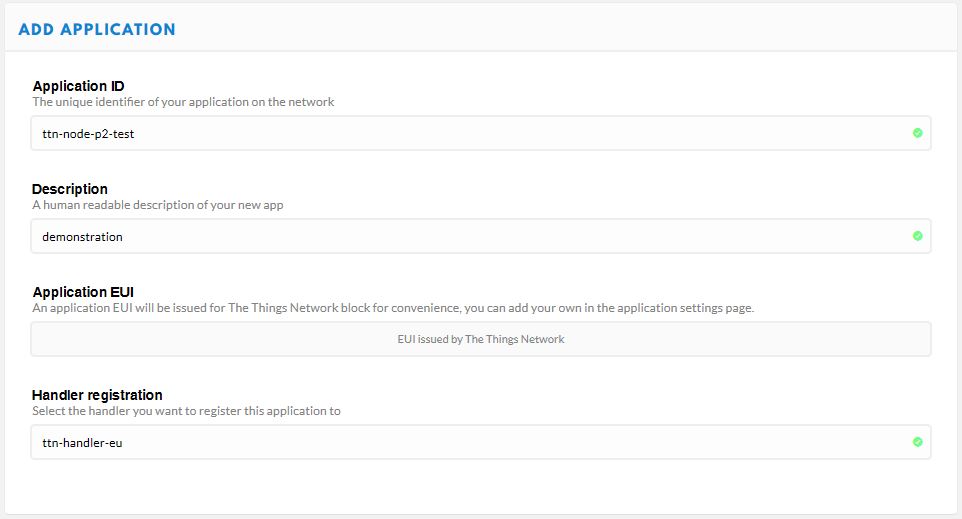 ADD APPLICATION
Application ID
The unique identifier of your application on the network
ttn-node-p2-test
Description
A human readable description of your new app
demonstration
Application EUI
An application EUI will be issued for The Things Network block for convenience, you can add your own in the application settings page.
EUI issued by The Things Network
Handler registration
Select the handler you want to register this application to
ttn-handler-eu